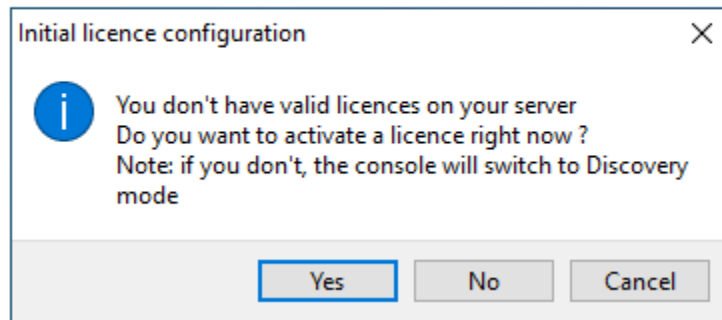 Initial licence configuration
You don't have valid licences on your server
Do you want to activate a licence right now ?
Note: if you don't, the console will switch to Discovery
mode
Yes
No
Cancel